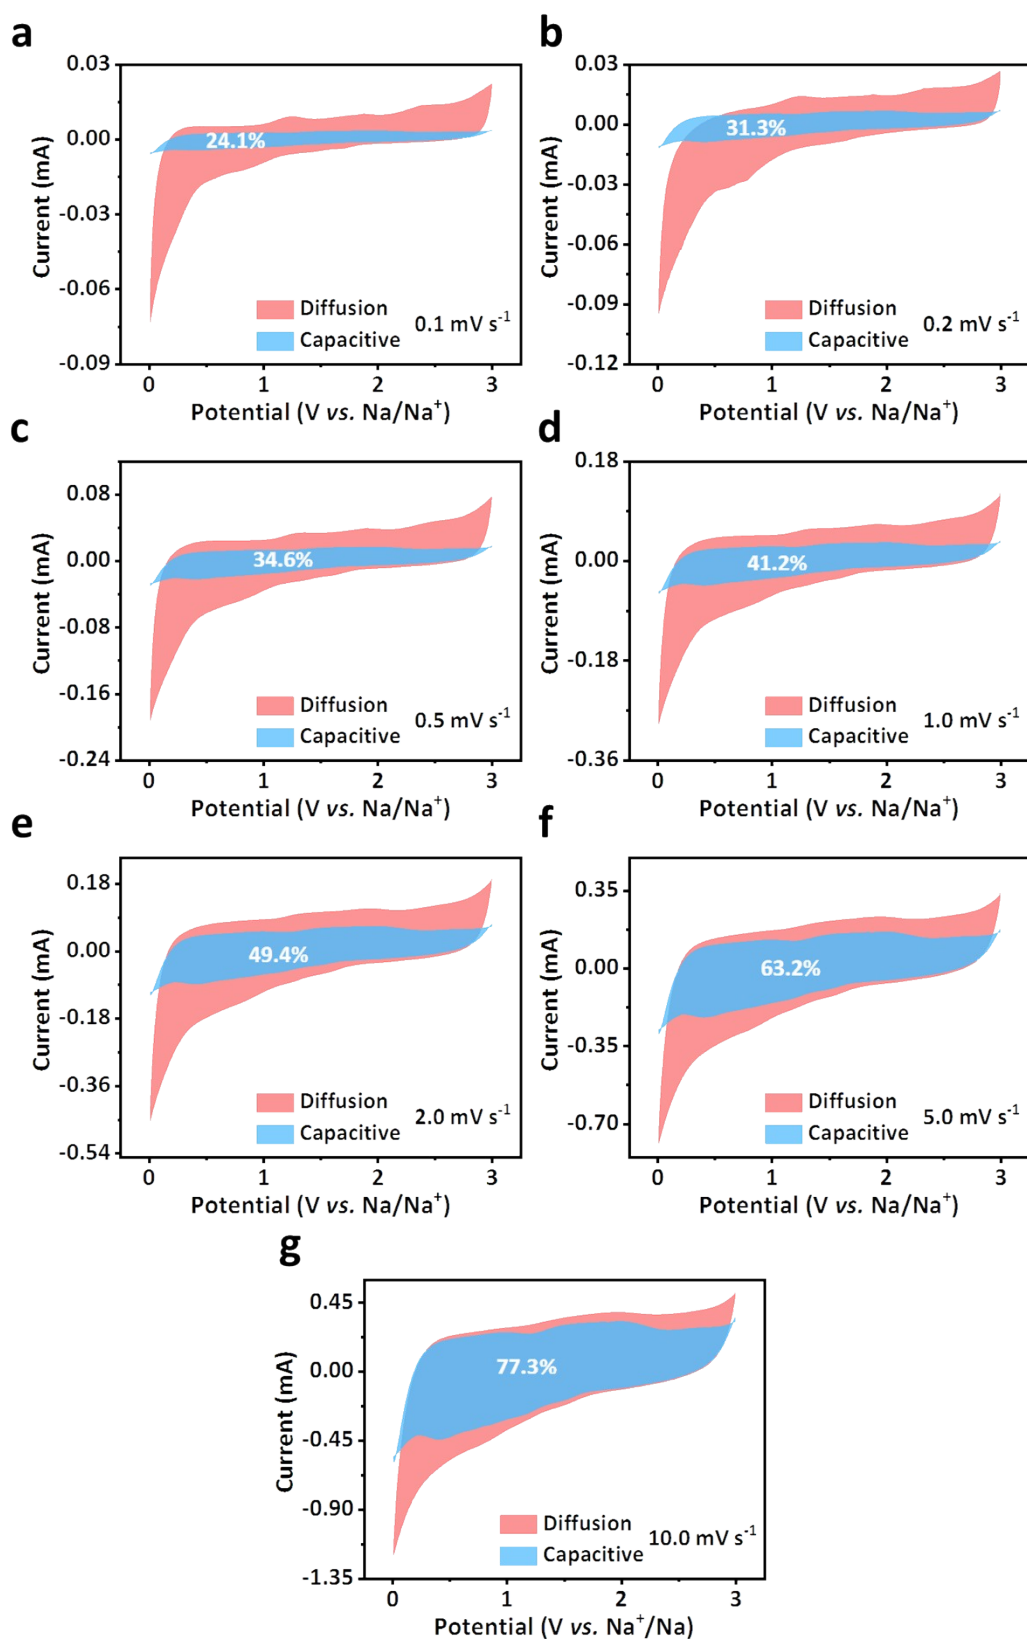 a
0.03
0.00
-0.03
-0.06
-0.09
Current (mA)
24.1%
Diffusion
Capacitive
0.1 mV s⁻¹
0 1 2 3
Potential (V vs. Na/Na⁺)
b
0.03
0.00
-0.03
-0.06
-0.09
-0.12
Current (mA)
31.3%
Diffusion
Capacitive
0.2 mV s⁻¹
0 1 2 3
Potential (V vs. Na/Na⁺)
c
0.08
0.00
-0.08
-0.16
-0.24
Current (mA)
34.6%
Diffusion
Capacitive
0.5 mV s⁻¹
0 1 2 3
Potential (V vs. Na/Na⁺)
d
0.18
0.00
-0.18
-0.36
Current (mA)
41.2%
Diffusion
Capacitive
1.0 mV s⁻¹
0 1 2 3
Potential (V vs. Na/Na⁺)
e
0.18
0.00
-0.18
-0.36
-0.54
Current (mA)
49.4%
Diffusion
Capacitive
2.0 mV s⁻¹
0 1 2 3
Potential (V vs. Na/Na⁺)
f
0.35
0.00
-0.35
-0.70
Current (mA)
63.2%
Diffusion
Capacitive
5.0 mV s⁻¹
0 1 2 3
Potential (V vs. Na/Na⁺)
g
0.45
0.00
-0.45
-0.90
-1.35
Current (mA)
77.3%
Diffusion
Capacitive
10.0 mV s⁻¹
0 1 2 3
Potential (V vs. Na⁺/Na)